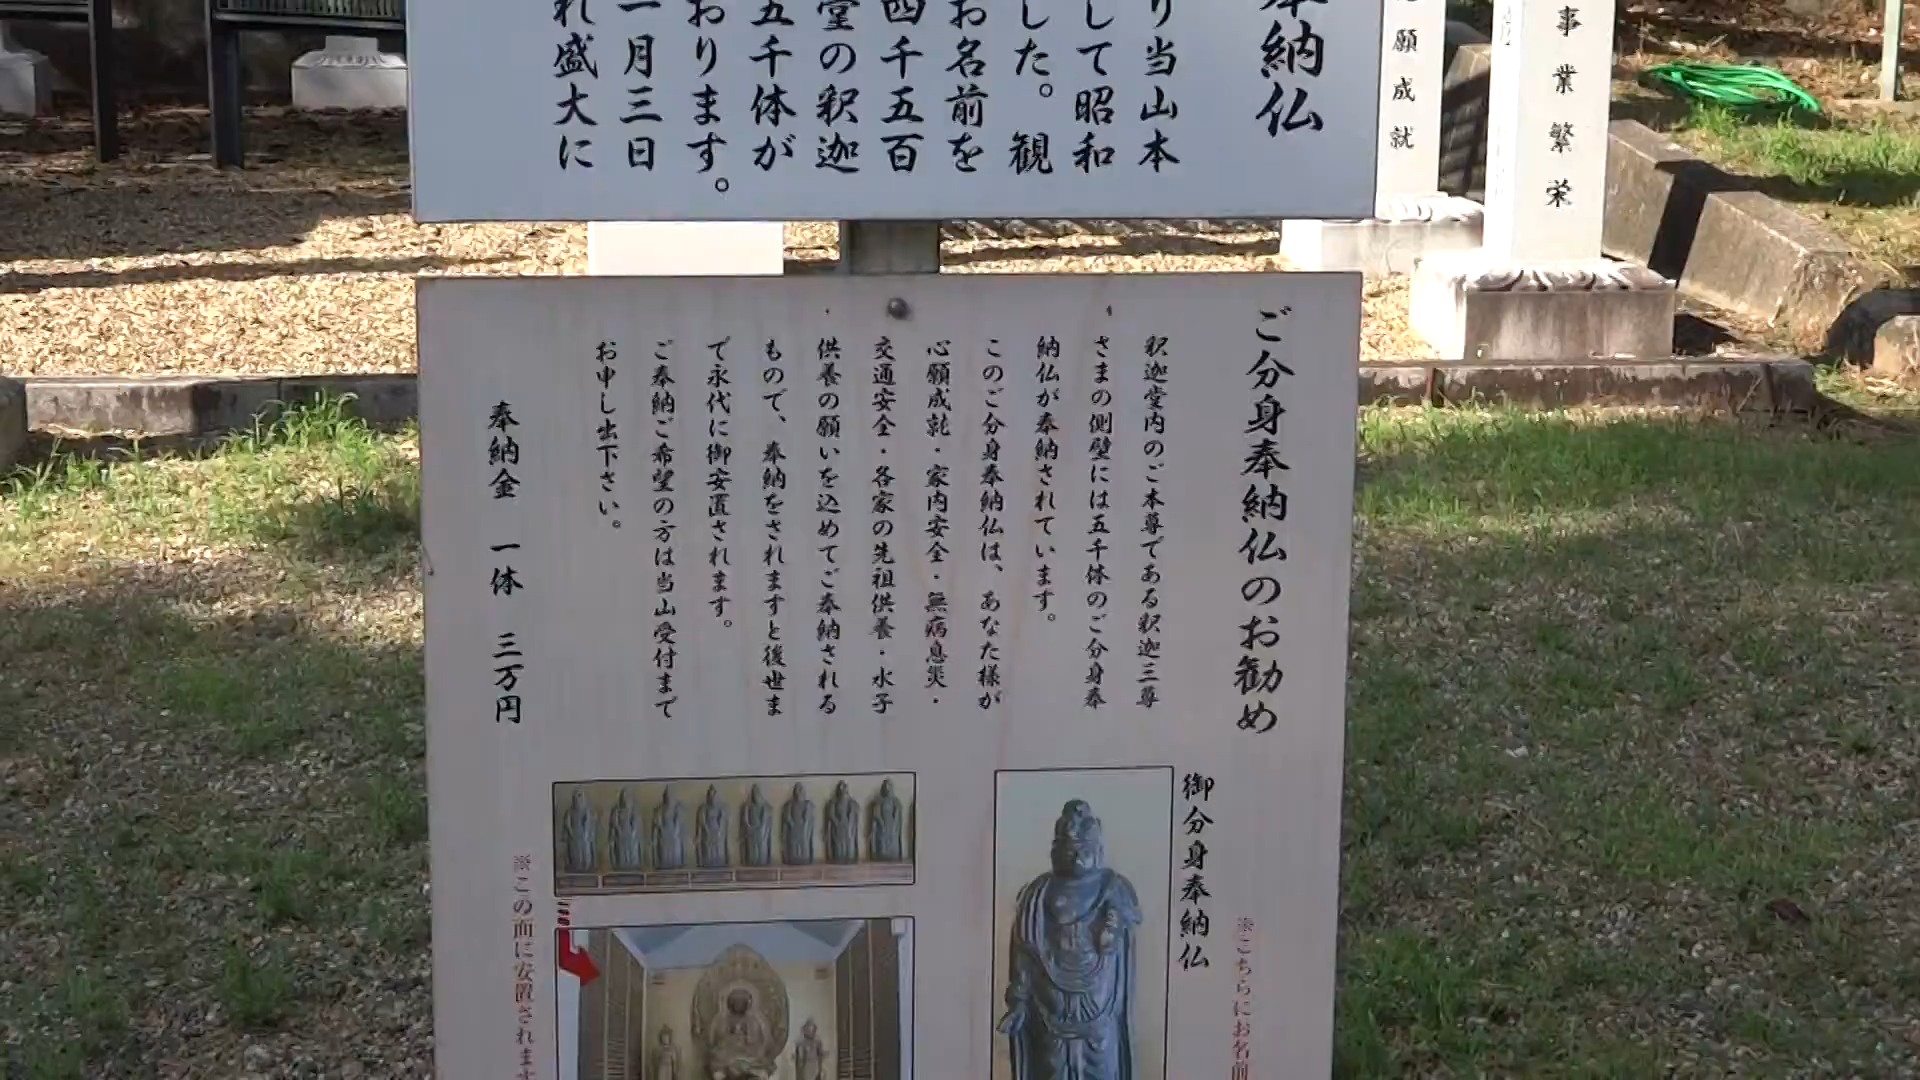 奉納仏
り当山本
して昭和
した。観
お名前を
四千五百
堂の釈迦
五千体が
おります。
一月三日
れ盛大に
願成就
事業繁栄
ご分身奉納仏のお勧め
釈迦堂内のご本尊である釈迦三尊
さまの側壁には五千体のご分身奉
納仏が奉納されています。
このご分身奉納仏は、あなた様が
心願成就・家内安全・無病息災・
交通安全・各家の先祖供養・水子
供養の願いを込めてご奉納される
もので、奉納をされますと後世ま
で永代に御安置されます。
ご奉納ご希望の方は当山受付まで
お申し出下さい。
奉納金 一体 三万円
御分身奉納仏
※こちらにお名前
※この面に安置されます